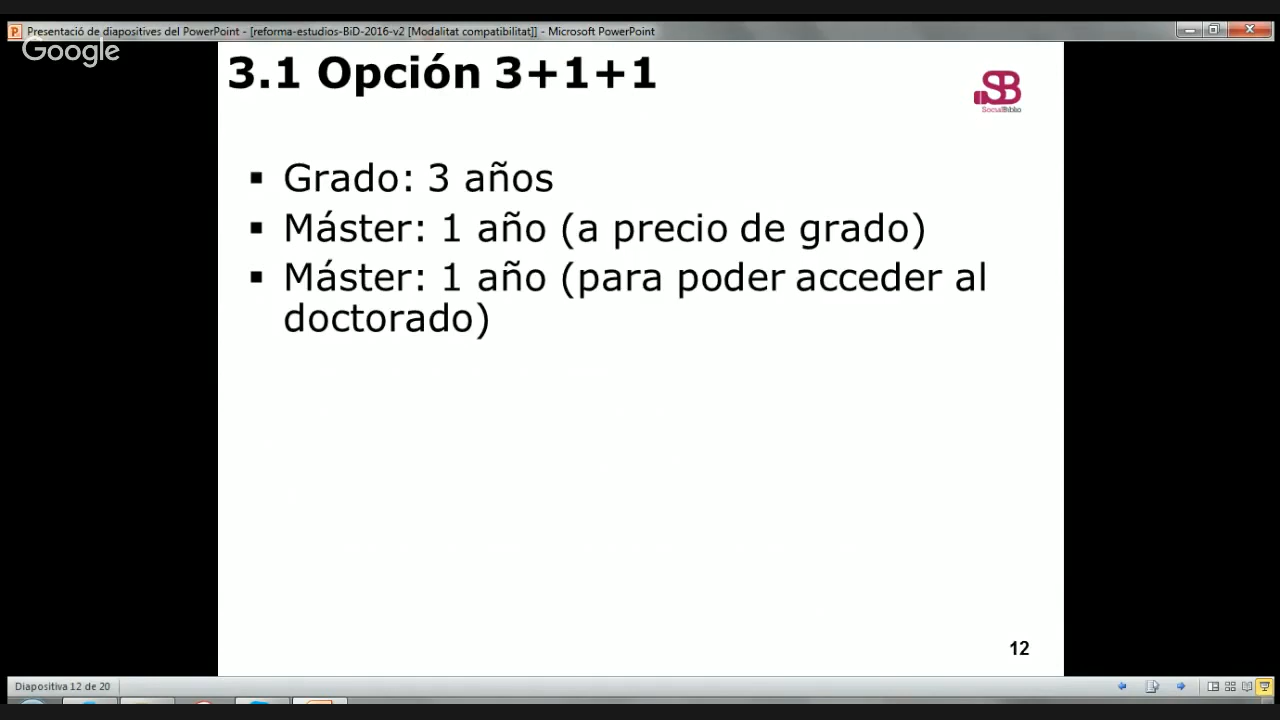 Presentació de diapositives del PowerPoint - [reforma-estudios-BiD-2016-v2 [Modalitat compatibilitat]] - Microsoft PowerPoint
Google
3.1 Opción 3+1+1
SB
SocialBiblio
▪ Grado: 3 años
▪ Máster: 1 año (a precio de grado)
▪ Máster: 1 año (para poder acceder al
doctorado)
12
Diapositiva 12 de 20